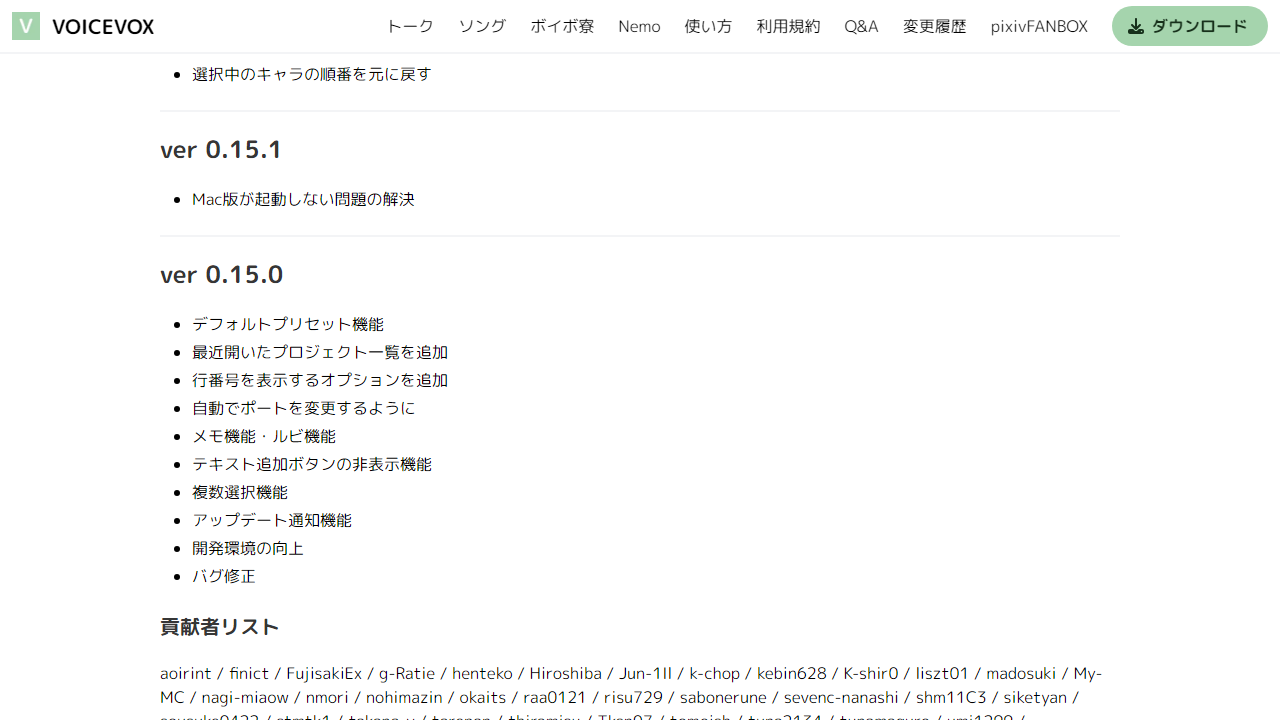 V VOICEVOX トーク ソング ボイボ寮 Nemo 使い方 利用規約 Q&A 変更履歴 pixivFANBOX ダウンロード
選択中のキャラの順番を元に戻す
ver 0.15.1
Mac版が起動しない問題の解決
ver 0.15.0
デフォルトプリセット機能
最近開いたプロジェクト一覧を追加
行番号を表示するオプションを追加
自動でポートを変更するように
メモ機能・ルビ機能
テキスト追加ボタンの非表示機能
複数選択機能
アップデート通知機能
開発環境の向上
バグ修正
貢献者リスト
aoirint / finict / FujisakiEx / g-Ratie / henteko / Hiroshiba / Jun-1ll / k-chop / kebin628 / K-shir0 / liszt01 / madosuki / My-
MC / nagi-miaow / nmori / nohimazin / okaits / raa0121 / risu729 / sabonerune / sevenc-nanashi / shm11C3 / siketyan /